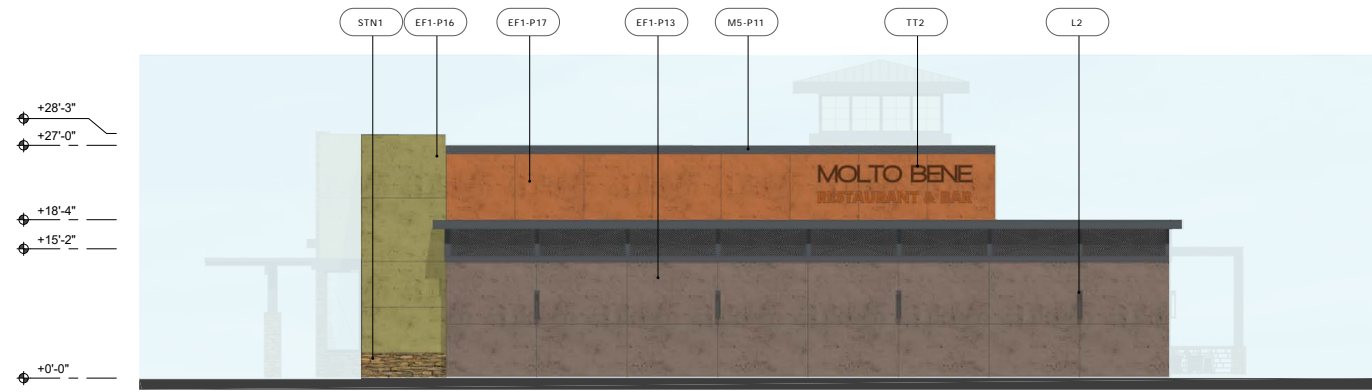 STN1 EF1-P16 EF1-P17 EF1-P13 M5-P11 TT2 L2
+28'-3"
+27'-0"
MOLTO BENE
RESTAURANT & BAR
+18'-4"
+15'-2"
+0'-0"